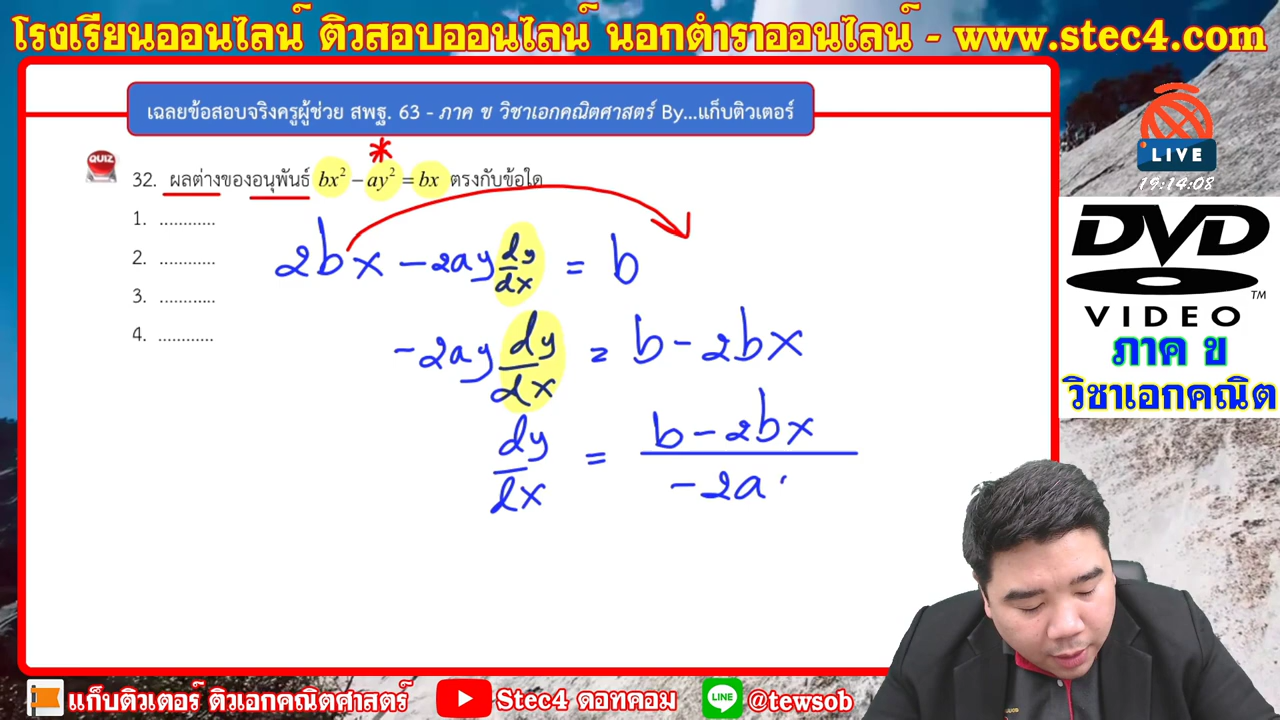 โรงเรียนออนไลน์ ติวสอบออนไลน์ นอกตำราออนไลน์ - www.stec4.com
เฉลยข้อสอบจริงครูผู้ช่วย สพฐ. 63 - ภาค ข วิชาเอกคณิตศาสตร์ By...แก็บติวเตอร์
QUIZ
32. ผลต่างของอนุพันธ์ bx² − ay² = bx ตรงกับข้อใด
*
1. ............
2. ............
3. ............
4. ............
2bx − 2ay dy/dx = b
−2ay dy/dx = b − 2bx
dy/dx = b − 2bx / −2a
LIVE
19:14:08
DVD
VIDEO™
ภาค ข
วิชาเอกคณิต
แก็บติวเตอร์ ติวเอกคณิตศาสตร์ Stec4 ดอทคอม LINE @tewsob